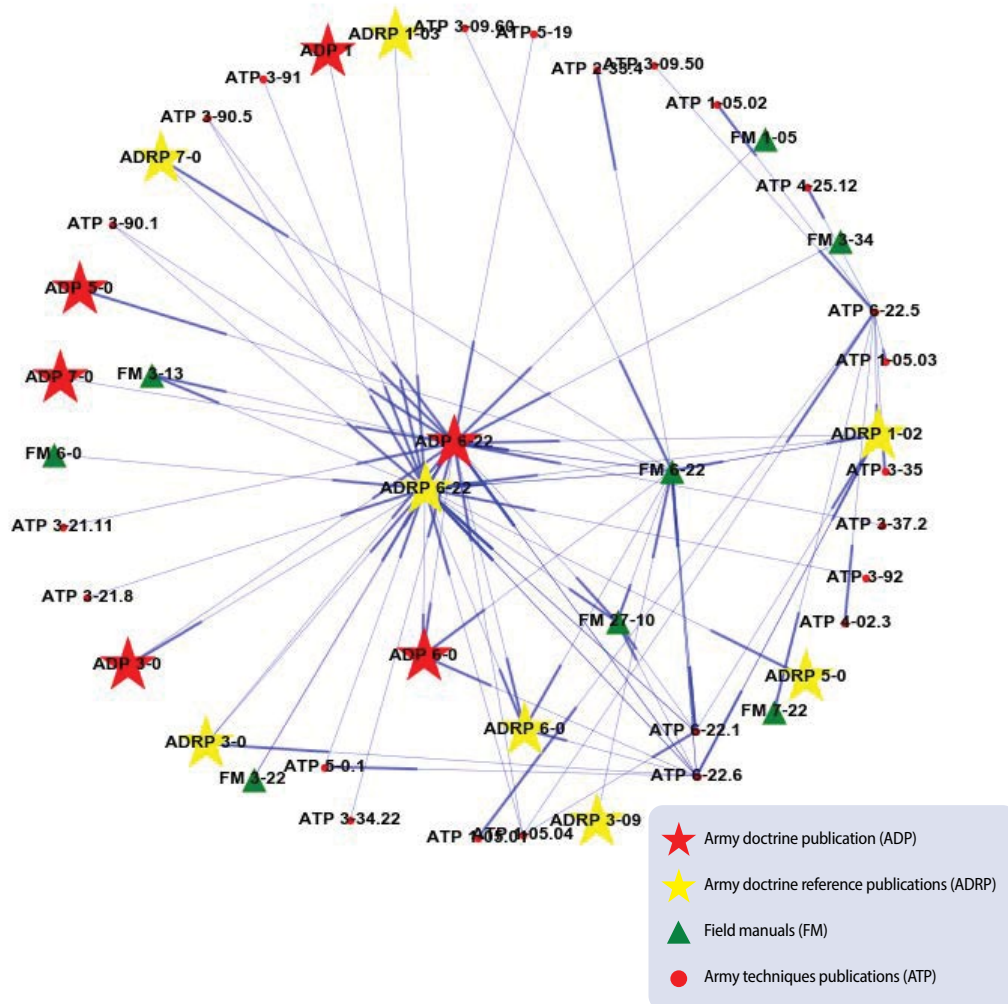 ATP 3-09.60
ATP 5-19
ADRP 1-03
ADP 1
ATP 3-09.50
ATP 2-33.4
ATP 3-91
ATP 1-05.02
ATP 3-90.5
FM 1-05
ADRP 7-0
ATP 4-25.12
ATP 3-90.1
FM 3-34
ADP 5-0
ATP 6-22.5
ATP 1-05.03
FM 3-13
ADP 7-0
ADRP 1-02
ADP 6-22
FM 6-0
FM 6-22
ATP 3-35
ADRP 6-22
ATP 3-21.11
ATP 3-37.2
ATP 3-92
ATP 3-21.8
FM 27-10
ATP 4-02.3
ADP 6-0
ADP 3-0
ADRP 5-0
FM 7-22
ADRP 6-0
ATP 6-22.1
ADRP 3-0
ATP 5-0.1
ATP 6-22.6
FM 3-22
ATP 3-34.22
ADRP 3-09
ATP 1-05.04
ATP 1-05.01
Army doctrine publication (ADP)
Army doctrine reference publications (ADRP)
Field manuals (FM)
Army techniques publications (ATP)